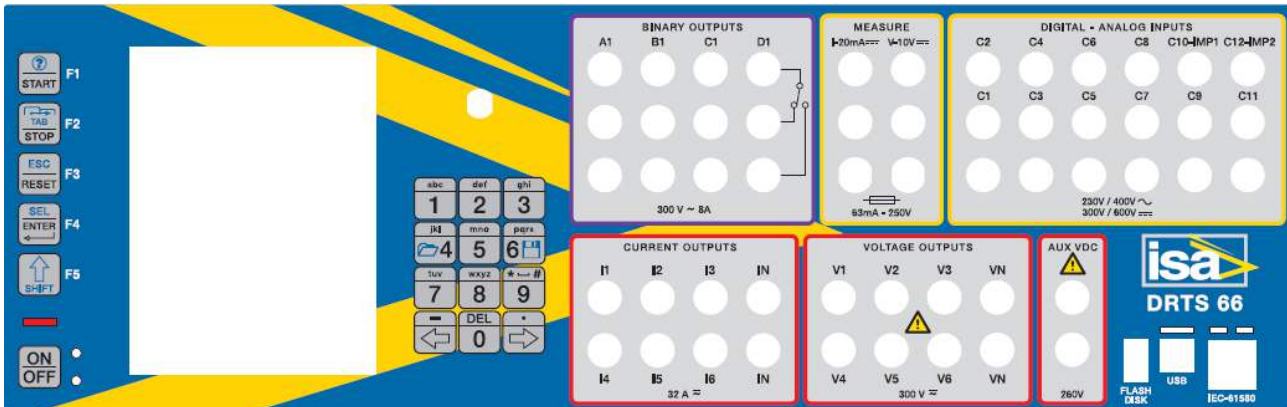 ? START F1
TAB STOP F2
ESC RESET F3
SEL ENTER F4
SHIFT F5
ON OFF
abc def ghi
1 2 3
jkl mno pqrs
4 5 6
tuv wxyz * #
7 8 9
- DEL .
0
BINARY OUTPUTS
A1 B1 C1 D1
300 V ~ 8A
MEASURE
I-20mA V-10V
63mA - 250V
DIGITAL - ANALOG INPUTS
C2 C4 C6 C8 C10-IMP1 C12-IMP2
C1 C3 C5 C7 C9 C11
230V / 400V
300V / 600V
CURRENT OUTPUTS
I1 I2 I3 IN
I4 I5 I6 IN
32 A
VOLTAGE OUTPUTS
V1 V2 V3 VN
V4 V5 V6 VN
300 V
AUX VDC
260V
isa
DRTS 66
FLASH DISK
USB
IEC-61580